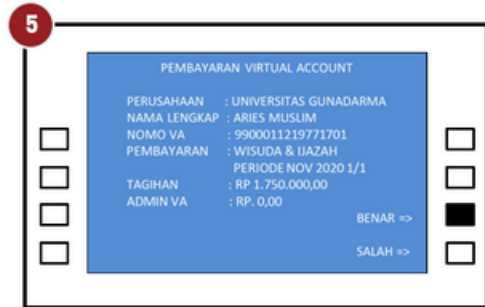 5
PEMBAYARAN VIRTUAL ACCOUNT
PERUSAHAAN : UNIVERSITAS GUNADARMA
NAMA LENGKAP : ARIES MUSLIM
NOMO VA : 9900011219771701
PEMBAYARAN : WISUDA & IJAZAH
PERIODE NOV 2020 1/1
TAGIHAN : RP 1.750.000,00
ADMIN VA : RP. 0,00
BENAR =>
SALAH =>